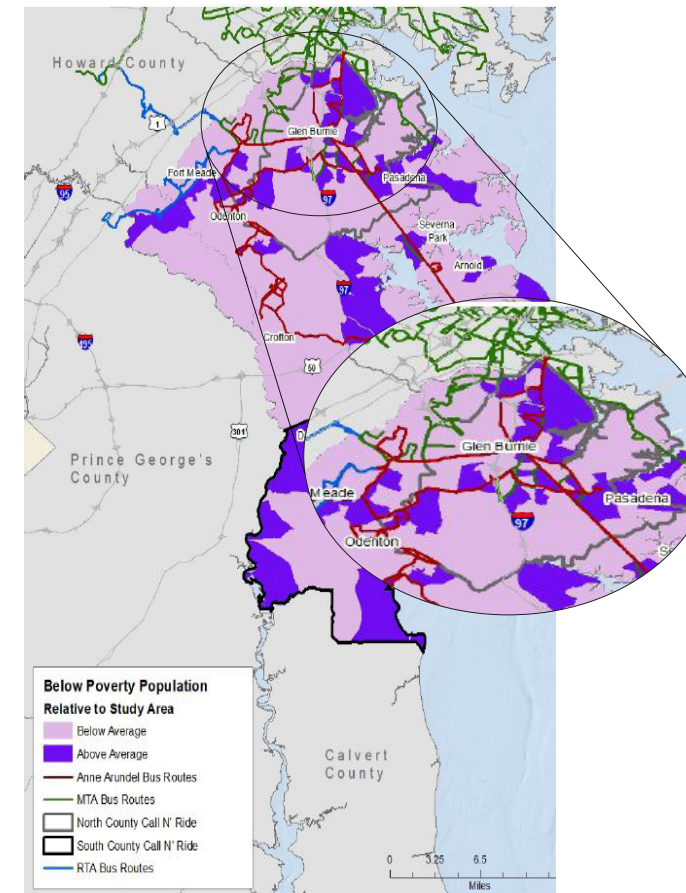 Howard County
1
Glen Burnie
Fort Meade
Pasadena
95
97
Odenton
Severna
Park
Arnold
97
Crofton
50
495
301
D
Prince George's
County
Glen Burnie
Meade
Pasadena
97
Odenton
Below Poverty Population
Relative to Study Area
Below Average
Above Average
Anne Arundel Bus Routes
MTA Bus Routes
North County Call N' Ride
South County Call N' Ride
RTA Bus Routes
Calvert
County
0 3.25 6.5
Miles